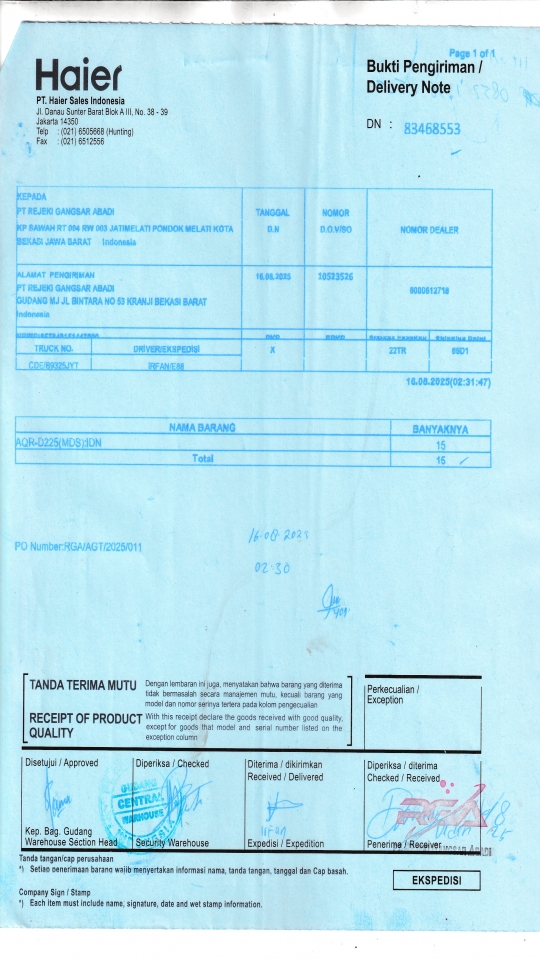 Page 1 of 1
Haier
Bukti Pengiriman /
Delivery Note
PT. Haier Sales Indonesia
Jl. Danau Sunter Barat Blok A III, No. 38 - 39
Jakarta 14350
Telp : (021) 6505668 (Hunting)
Fax : (021) 6512556
DN : 83468553
KEPADA
PT REJEKI GANGSAR ABADI
KP SAWAH RT 004 RW 003 JATIMELATI PONDOK MELATI KOTA
BEKASI JAWA BARAT Indonesia
TANGGAL
D.N
NOMOR
D.O.V/BO
NOMOR DEALER
ALAMAT PENGIRIMAN
PT REJEKI GANGSAR ABADI
GUDANG MJ JL BINTARA NO 53 KRANJI BEKASI BARAT
Indonesia
16.08.2025
10523526
8000612718
TRUCK NO. DRIVER/EKSPEDISI X 22TR
CDE/B9325JYT IRFAN/E88
16.08.2025(02:31:47)
NAMA BARANG BANYAKNYA
AQR-D225(MDS):IDN 15
Total 15
16 08 2025
PO Number:RGA/AGT/2025/011
02:30
TANDA TERIMA MUTU
Dengan lembaran ini juga, menyatakan bahwa barang yang diterima
tidak bermasalah secara manajemen mutu, kecuali barang yang
model dan nomor serinya tertera pada kolom pengecualian
RECEIPT OF PRODUCT
QUALITY
With this receipt declare the goods received with good quality,
except for goods that model and serial number listed on the
exception column
Perkecualian /
Exception
Disetujui / Approved
Kep. Bag. Gudang
Warehouse Section Head
Diperiksa / Checked
GUDANG
CENTRAL
WAREHOUSE
Security Warehouse
Diterima / dikirimkan
Received / Delivered
Irfan
Expedisi / Expedition
Diperiksa / diterima
Checked / Received
RGA
Penerima / Receiver
Tanda tangan/cap perusahaan
*) Setiap penerimaan barang wajib menyertakan informasi nama, tanda tangan, tanggal dan Cap basah.
EKSPEDISI
Company Sign / Stamp
*) Each item must include name, signature, date and wet stamp information.